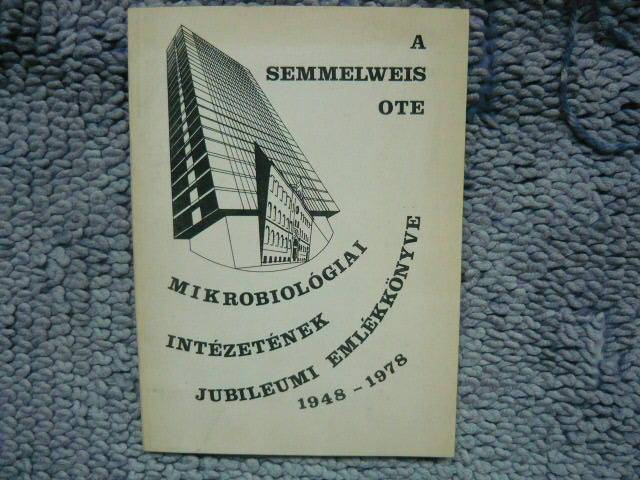 A
SEMMELWEIS
OTE
MIKROBIOLÓGIAI
INTÉZETÉNEK
JUBILEUMI EMLÉKKÖNYVE
1948 - 1978